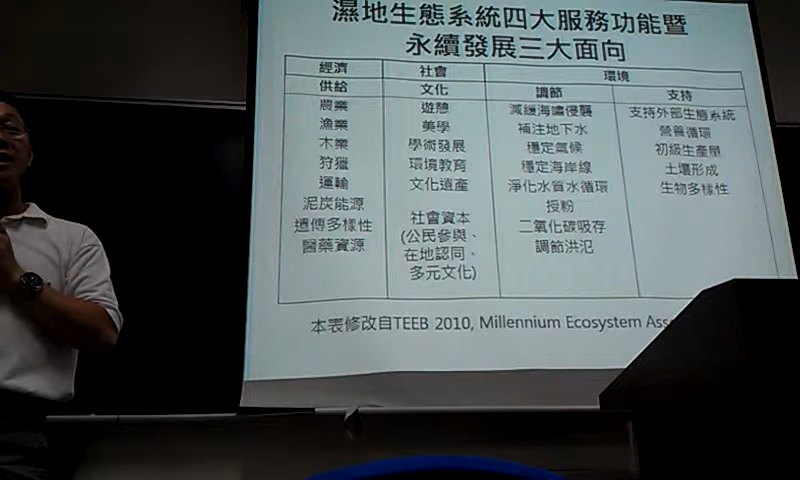 濕地生態系統四大服務功能暨
永續發展三大面向
經濟 社會 環境
供給 文化 調節 支持
農業 遊憩 減緩海嘯侵襲 支持外部生態系統
漁業 美學 補注地下水 營養循環
木業 學術發展 穩定氣候 初級生產量
狩獵 環境教育 穩定海岸線 土壤形成
運輸 文化遺產 淨化水質水循環 生物多樣性
泥炭能源 授粉
遺傳多樣性 社會資本 二氧化碳吸存
醫藥資源 (公民參與、 調節洪氾
在地認同、
多元文化)
本表修改自TEEB 2010, Millennium Ecosystem Ass